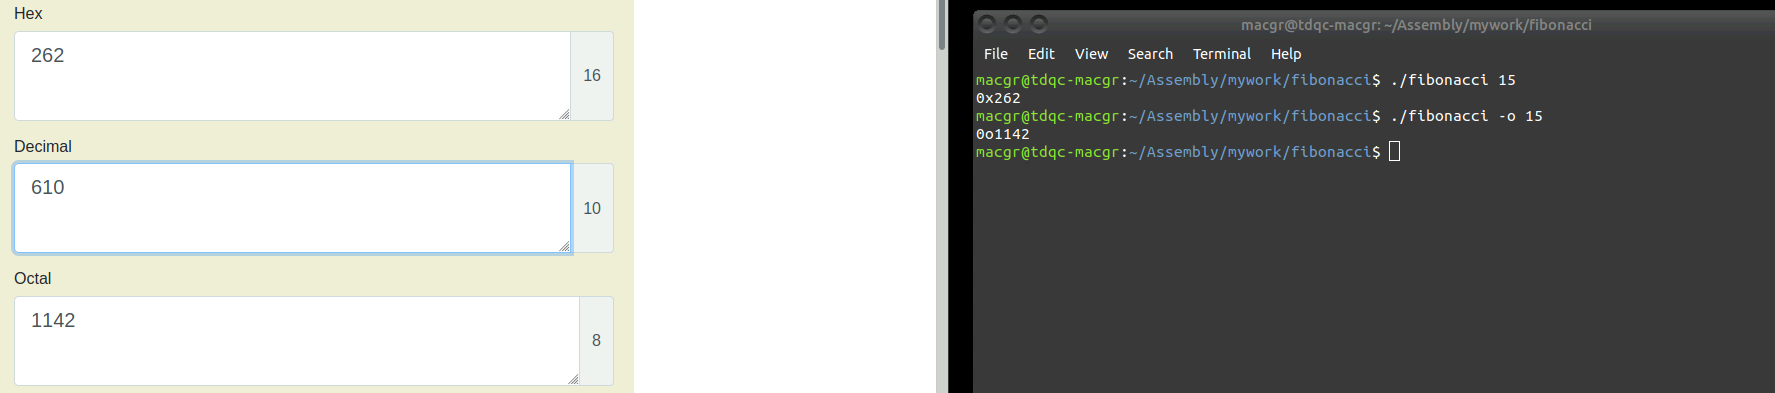 Hex
262
16
Decimal
610
10
Octal
1142
8
macgr@tdqc-macgr: ~/Assembly/mywork/fibonacci
File Edit View Search Terminal Help
macgr@tdqc-macgr:~/Assembly/mywork/fibonacci$ ./fibonacci 15
0x262
macgr@tdqc-macgr:~/Assembly/mywork/fibonacci$ ./fibonacci -o 15
0o1142
macgr@tdqc-macgr:~/Assembly/mywork/fibonacci$